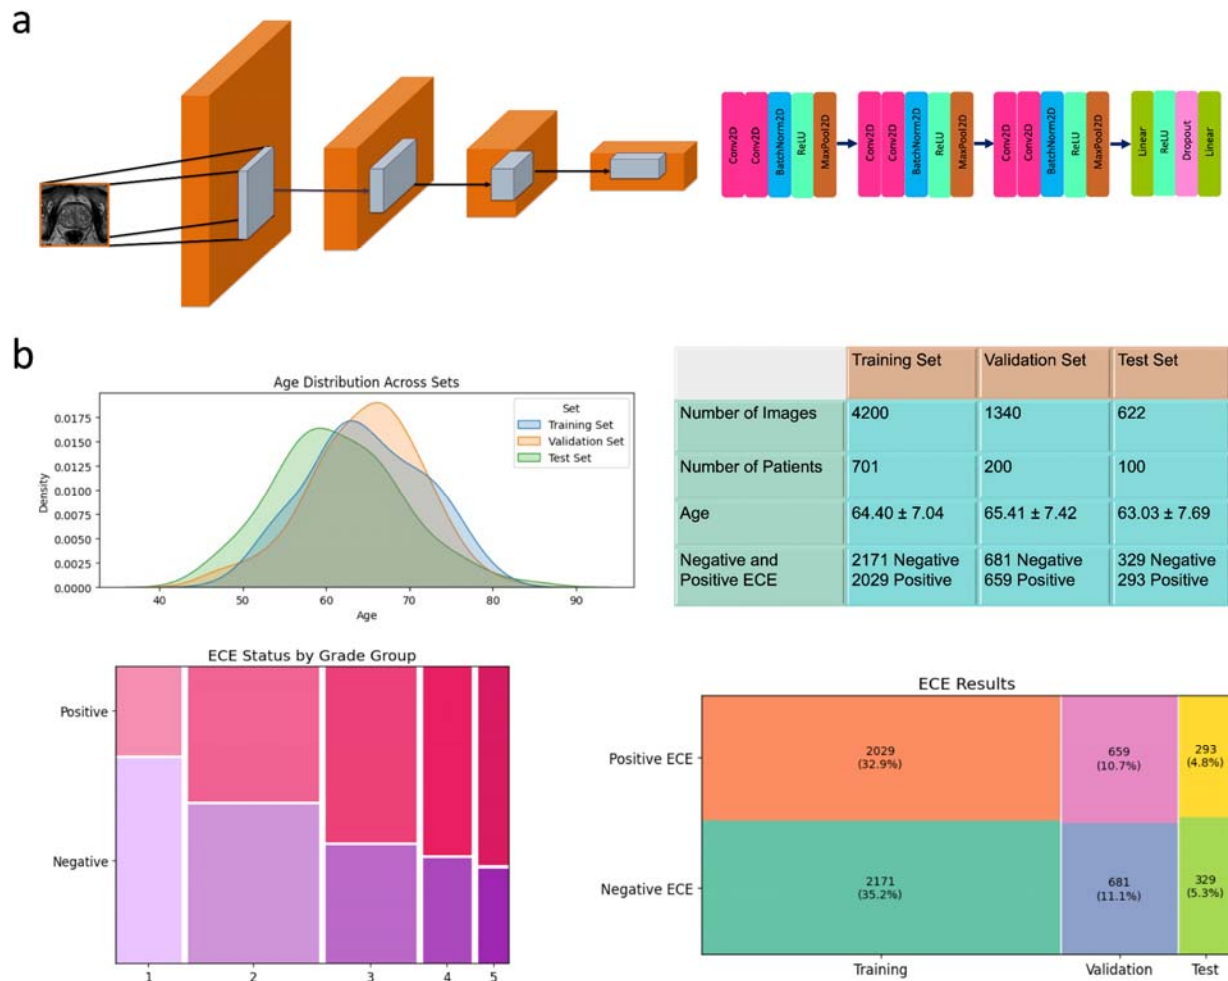 a
Conv2D
Conv2D
BatchNorm2D
ReLU
MaxPool2D
Conv2D
Conv2D
BatchNorm2D
ReLU
MaxPool2D
Conv2D
Conv2D
BatchNorm2D
ReLU
MaxPool2D
Linear
ReLU
Dropout
Linear
b
Age Distribution Across Sets
Density
0.0175
0.0150
0.0125
0.0100
0.0075
0.0050
0.0025
0.0000
Set
Training Set
Validation Set
Test Set
40 50 60 70 80 90
Age
Training Set Validation Set Test Set
Number of Images 4200 1340 622
Number of Patients 701 200 100
Age 64.40 ± 7.04 65.41 ± 7.42 63.03 ± 7.69
Negative and 2171 Negative 681 Negative 329 Negative
Positive ECE 2029 Positive 659 Positive 293 Positive
ECE Status by Grade Group
Positive
Negative
1 2 3 4 5
ECE Results
Positive ECE
2029 659 293
(32.9%) (10.7%) (4.8%)
Negative ECE
2171 681 329
(35.2%) (11.1%) (5.3%)
Training Validation Test